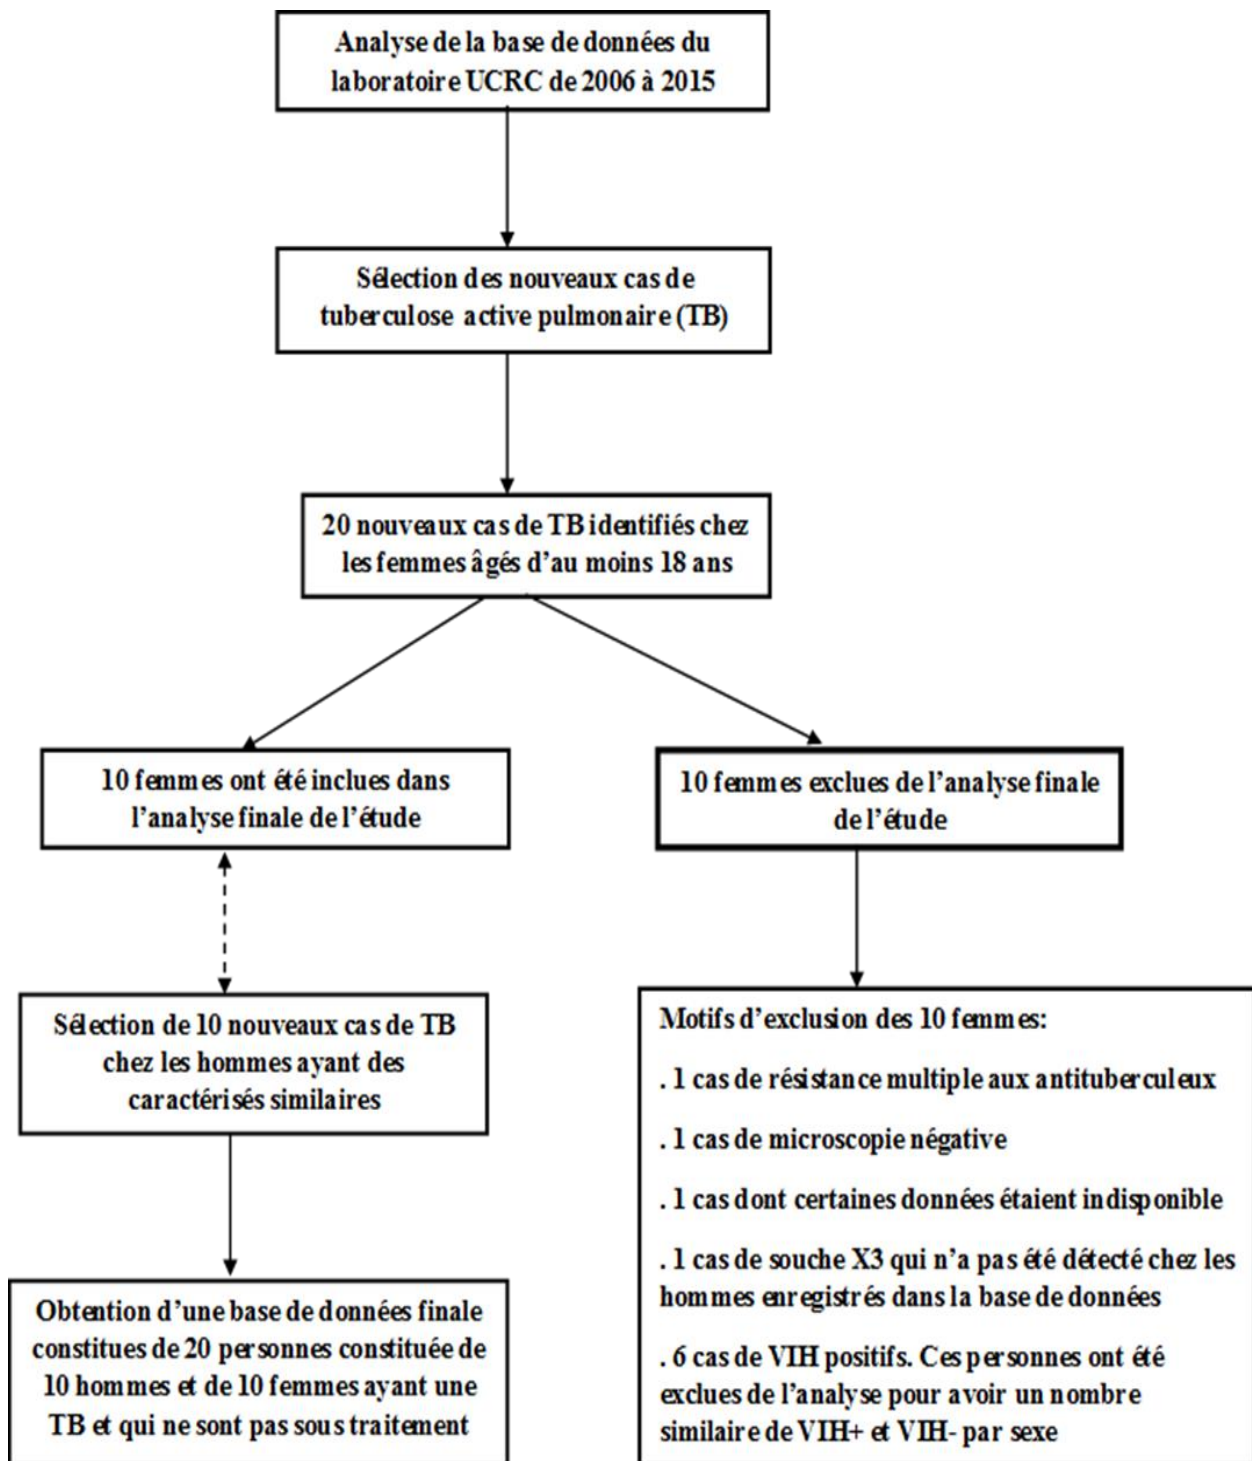 Analyse de la base de données du
laboratoire UCRC de 2006 à 2015
Sélection des nouveaux cas de
tuberculose active pulmonaire (TB)
20 nouveaux cas de TB identifiés chez
les femmes âgés d'au moins 18 ans
10 femmes ont été inclues dans
l'analyse finale de l'étude
10 femmes exclues de l'analyse finale
de l'étude
Sélection de 10 nouveaux cas de TB
chez les hommes ayant des
caractérisés similaires
Motifs d'exclusion des 10 femmes:
. 1 cas de résistance multiple aux antituberculeux
. 1 cas de microscopie négative
. 1 cas dont certaines données étaient indisponible
. 1 cas de souche X3 qui n'a pas été détecté chez les
hommes enregistrés dans la base de données
. 6 cas de VIH positifs. Ces personnes ont été
exclues de l'analyse pour avoir un nombre
similaire de VIH+ et VIH- par sexe
Obtention d'une base de données finale
constitues de 20 personnes constituée de
10 hommes et de 10 femmes ayant une
TB et qui ne sont pas sous traitement